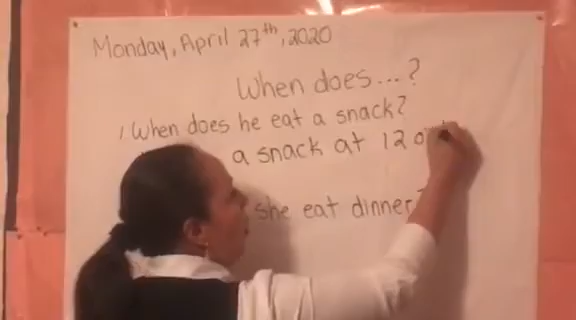 Monday, April 27th, 2020
When does...?
1 When does he eat a snack?
a snack at 12 o
she eat dinner?